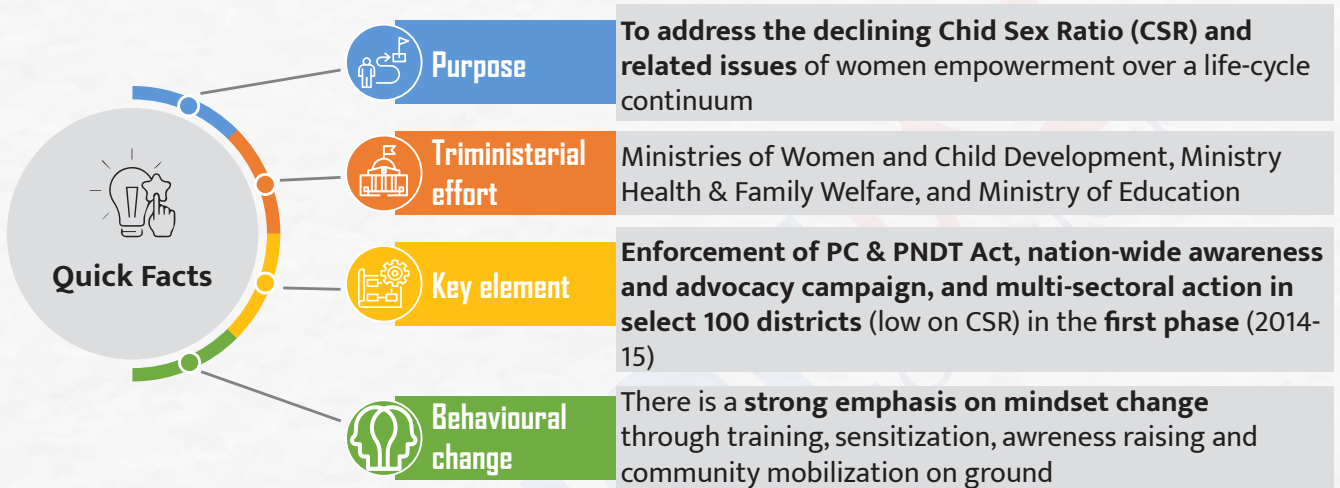 Quick Facts
Purpose
To address the declining Chid Sex Ratio (CSR) and
related issues of women empowerment over a life-cycle
continuum
Triministerial
effort
Ministries of Women and Child Development, Ministry
Health & Family Welfare, and Ministry of Education
Key element
Enforcement of PC & PNDT Act, nation-wide awareness
and advocacy campaign, and multi-sectoral action in
select 100 districts (low on CSR) in the first phase (2014-
15)
Behavioural
change
There is a strong emphasis on mindset change
through training, sensitization, awreness raising and
community mobilization on ground